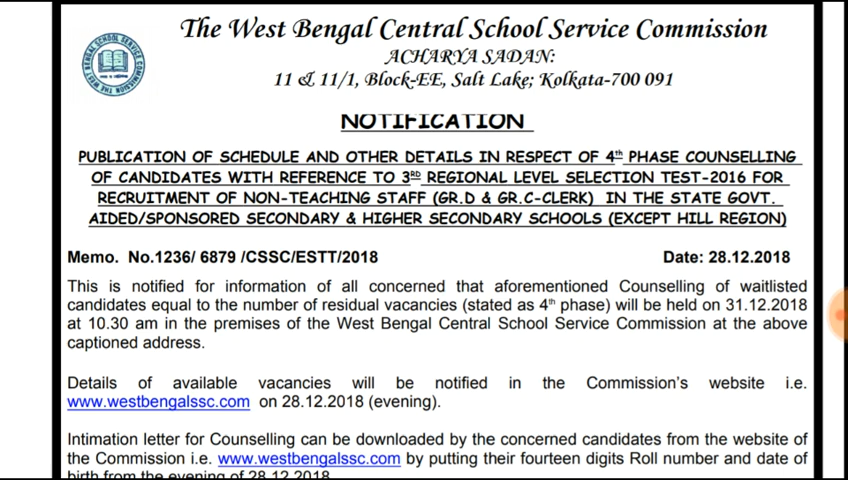 The West Bengal Central School Service Commission
ACHARYA SADAN:
11 & 11/1, Block-EE, Salt Lake; Kolkata-700 091
NOTIFICATION
PUBLICATION OF SCHEDULE AND OTHER DETAILS IN RESPECT OF 4th PHASE COUNSELLING
OF CANDIDATES WITH REFERENCE TO 3RD REGIONAL LEVEL SELECTION TEST-2016 FOR
RECRUITMENT OF NON-TEACHING STAFF (GR.D & GR.C-CLERK) IN THE STATE GOVT.
AIDED/SPONSORED SECONDARY & HIGHER SECONDARY SCHOOLS (EXCEPT HILL REGION)
Memo. No.1236/ 6879 /CSSC/ESTT/2018 Date: 28.12.2018
This is notified for information of all concerned that aforementioned Counselling of waitlisted
candidates equal to the number of residual vacancies (stated as 4th phase) will be held on 31.12.2018
at 10.30 am in the premises of the West Bengal Central School Service Commission at the above
captioned address.
Details of available vacancies will be notified in the Commission's website i.e.
www.westbengalssc.com on 28.12.2018 (evening).
Intimation letter for Counselling can be downloaded by the concerned candidates from the website of
the Commission i.e. www.westbengalssc.com by putting their fourteen digits Roll number and date of
birth from the evening of 28.12.2018